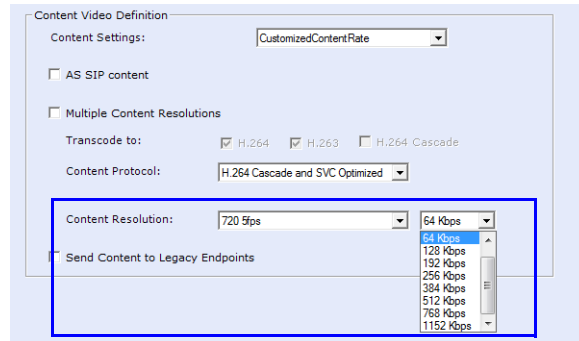 Content Video Definition
Content Settings: CustomizedContentRate
AS SIP content
Multiple Content Resolutions
Transcode to: H.264 H.263 H.264 Cascade
Content Protocol: H.264 Cascade and SVC Optimized
Content Resolution: 720 5fps 64 Kbps
64 Kbps
128 Kbps
192 Kbps
256 Kbps
384 Kbps
512 Kbps
768 Kbps
1152 Kbps
Send Content to Legacy Endpoints